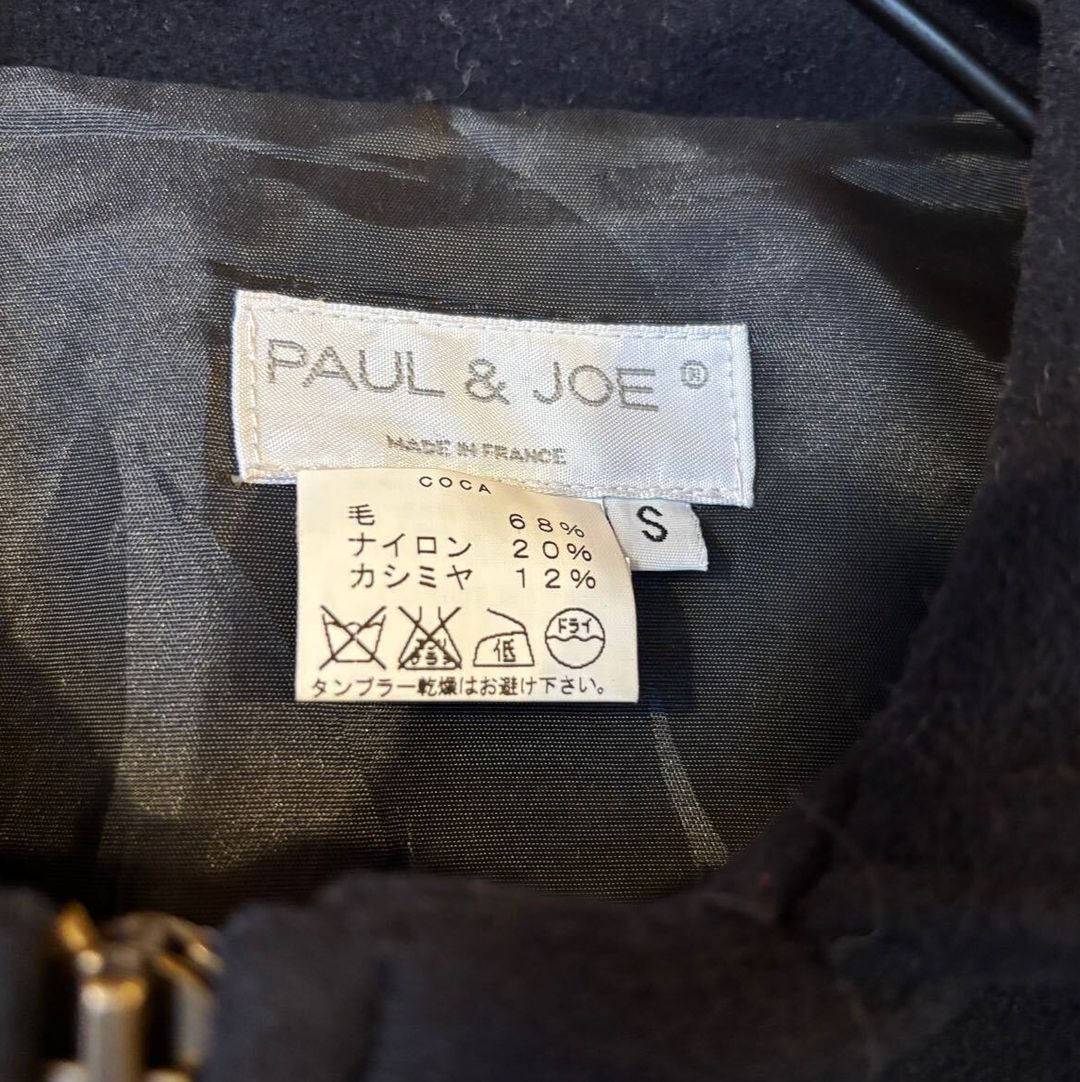 PAUL & JOE ®
MADE IN FRANCE
COCA
S
毛 68%
ナイロン 20%
カシミヤ 12%
低 ドライ
タンブラー乾燥はお避け下さい。